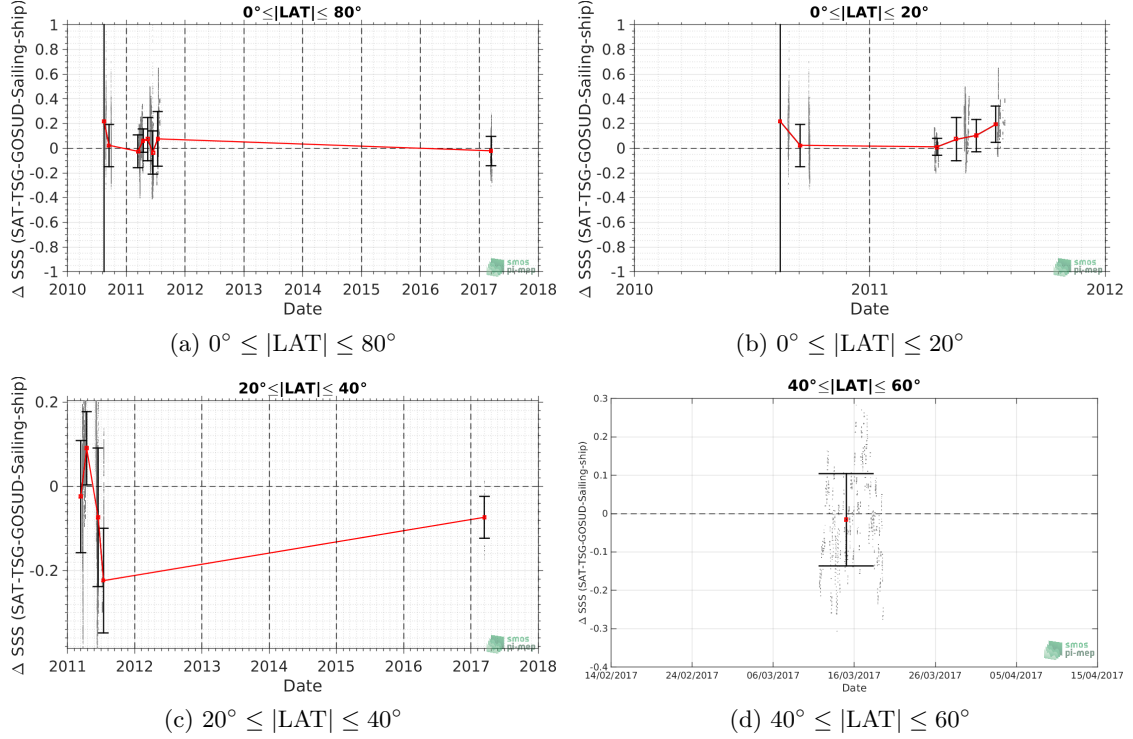 0°≤|LAT|≤ 80°
Δ SSS (SAT-TSG-GOSUD-Sailing-ship)
1
0.8
0.6
0.4
0.2
0
-0.2
-0.4
-0.6
-0.8
-1
2010 2011 2012 2013 2014 2015 2016 2017 2018
Date
smos
pi-mep
(a) 0° ≤ |LAT| ≤ 80°
0°≤|LAT|≤ 20°
Δ SSS (SAT-TSG-GOSUD-Sailing-ship)
1
0.8
0.6
0.4
0.2
0
-0.2
-0.4
-0.6
-0.8
-1
2010 2011 2012
Date
smos
pi-mep
(b) 0° ≤ |LAT| ≤ 20°
20°≤|LAT|≤ 40°
Δ SSS (SAT-TSG-GOSUD-Sailing-ship)
0.2
0
-0.2
2011 2012 2013 2014 2015 2016 2017 2018
Date
smos
pi-mep
(c) 20° ≤ |LAT| ≤ 40°
40°≤|LAT|≤ 60°
Δ SSS (SAT-TSG-GOSUD-Sailing-ship)
0.3
0.2
0.1
0
-0.1
-0.2
-0.3
-0.4
14/02/2017 24/02/2017 06/03/2017 16/03/2017 26/03/2017 05/04/2017 15/04/2017
Date
smos
pi-mep
(d) 40° ≤ |LAT| ≤ 60°